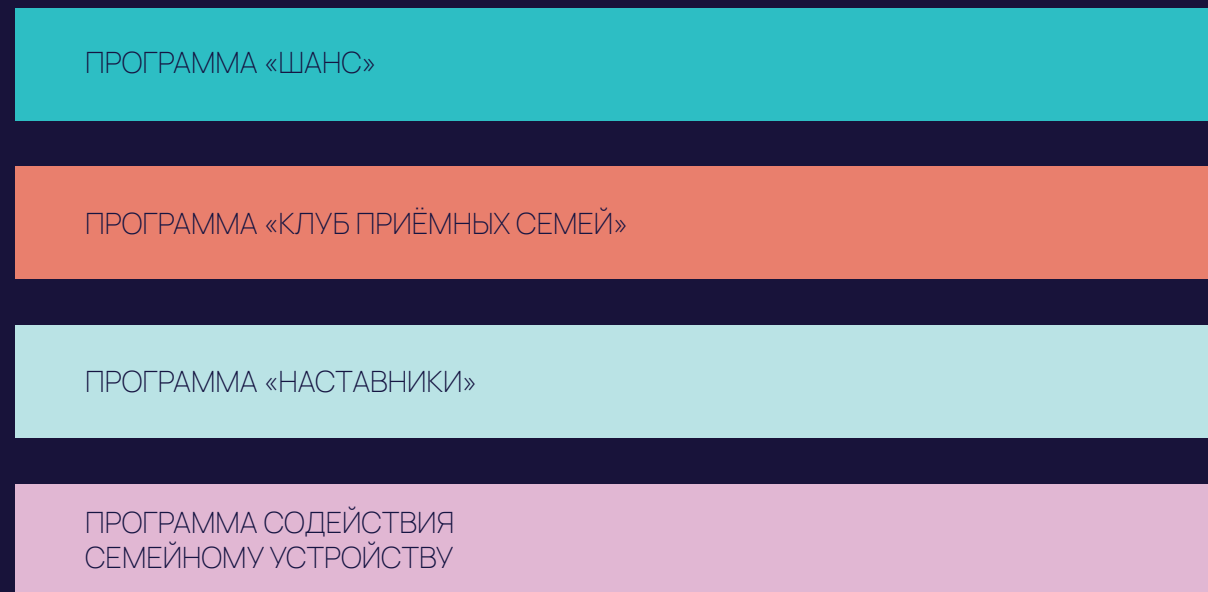 ПРОГРАММА «ШАНС»
ПРОГРАММА «КЛУБ ПРИЁМНЫХ СЕМЕЙ»
ПРОГРАММА «НАСТАВНИКИ»
ПРОГРАММА СОДЕЙСТВИЯ
СЕМЕЙНОМУ УСТРОЙСТВУ